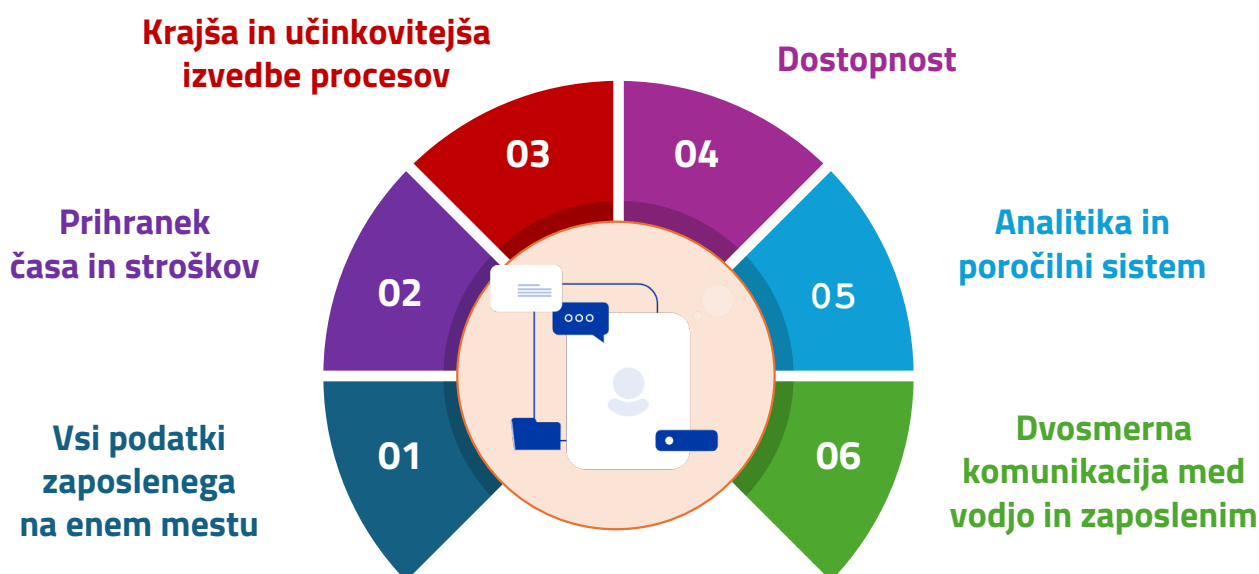 Krajša in učinkovitejša
izvedbe procesov
Dostopnost
03
04
Prihranek
časa in stroškov
02
05
Analitika in
poročilni sistem
Vsi podatki
zaposlenega
na enem mestu
01
06
Dvosmerna
komunikacija med
vodjo in zaposlenim